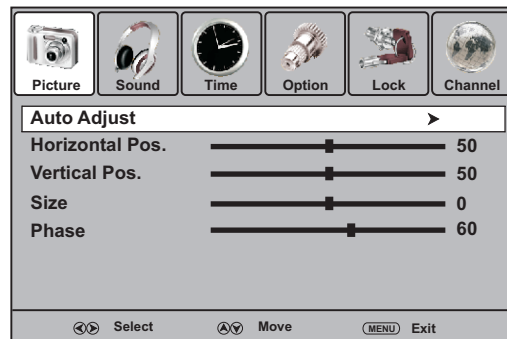 Picture Sound Time Option Lock Channel
Auto Adjust
Horizontal Pos. 50
Vertical Pos. 50
Size 0
Phase 60
Select Move MENU Exit